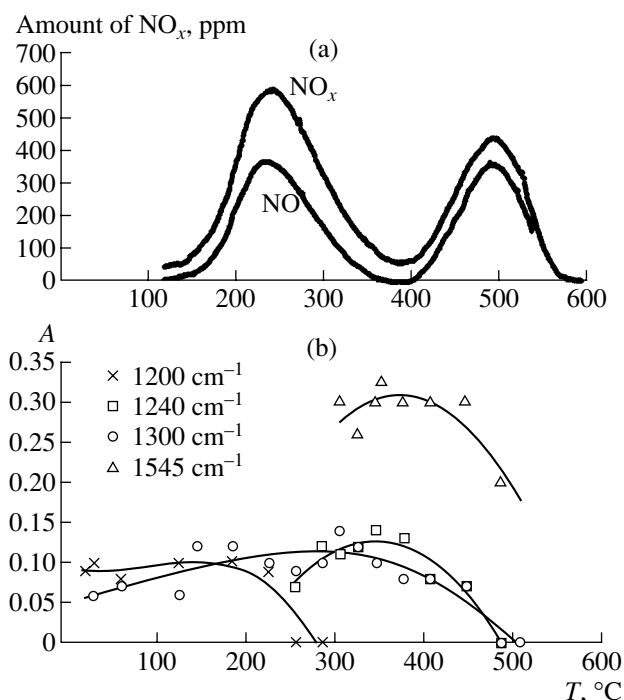 Amount of NOx, ppm
(a)
700
600
500
400
300
200
100
0
NOx
NO
100 200 300 400 500 600
A
(b)
0.35
0.30
0.25
0.20
0.15
0.10
0.05
0
× 1200 cm⁻¹
□ 1240 cm⁻¹
○ 1300 cm⁻¹
△ 1545 cm⁻¹
100 200 300 400 500 600
T, °C